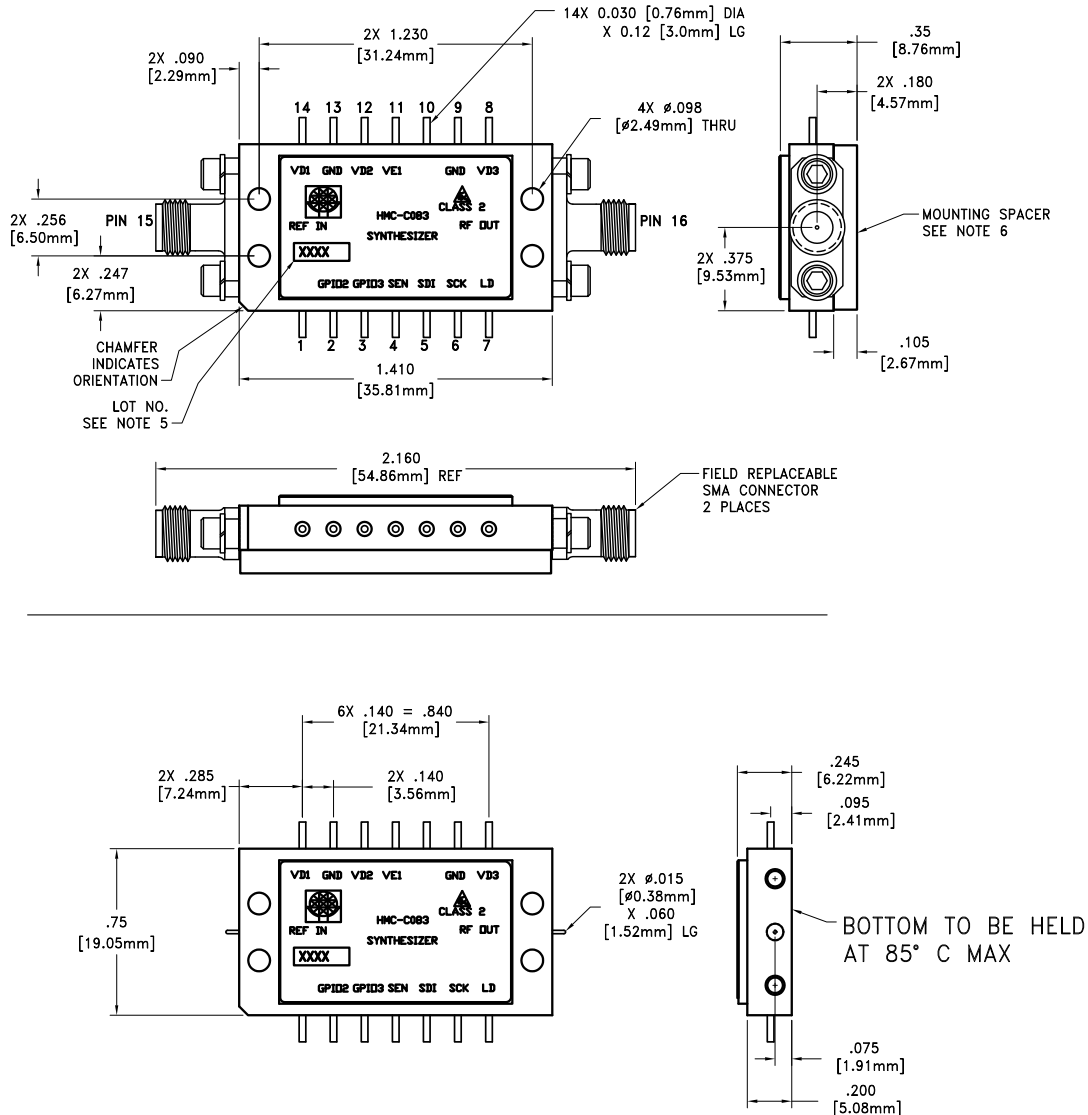 14X 0.030 [0.76mm] DIA
X 0.12 [3.0mm] LG
2X 1.230
[31.24mm]
2X .090
[2.29mm]
4X ø.098
[ø2.49mm] THRU
.35
[8.76mm]
2X .180
[4.57mm]
14 13 12 11 10 9 8
VD1 GND VD2 VE1 GND VD3
HMC-C083
CLASS 2
REF IN
RF OUT
SYNTHESIZER
XXXX
GPIO2 GPIO3 SEN SDI SCK LD
PIN 15
PIN 16
2X .256
[6.50mm]
2X .247
[6.27mm]
MOUNTING SPACER
SEE NOTE 6
2X .375
[9.53mm]
.105
[2.67mm]
1 2 3 4 5 6 7
CHAMFER
INDICATES
ORIENTATION
1.410
[35.81mm]
LOT NO.
SEE NOTE 5
2.160
[54.86mm] REF
FIELD REPLACEABLE
SMA CONNECTOR
2 PLACES
6X .140 = .840
[21.34mm]
2X .285
[7.24mm]
2X .140
[3.56mm]
.245
[6.22mm]
.095
[2.41mm]
VD1 GND VD2 VE1 GND VD3
HMC-C083
CLASS 2
REF IN
RF OUT
SYNTHESIZER
XXXX
GPIO2 GPIO3 SEN SDI SCK LD
.75
[19.05mm]
2X ø.015
[ø0.38mm]
X .060
[1.52mm] LG
BOTTOM TO BE HELD
AT 85° C MAX
.075
[1.91mm]
.200
[5.08mm]